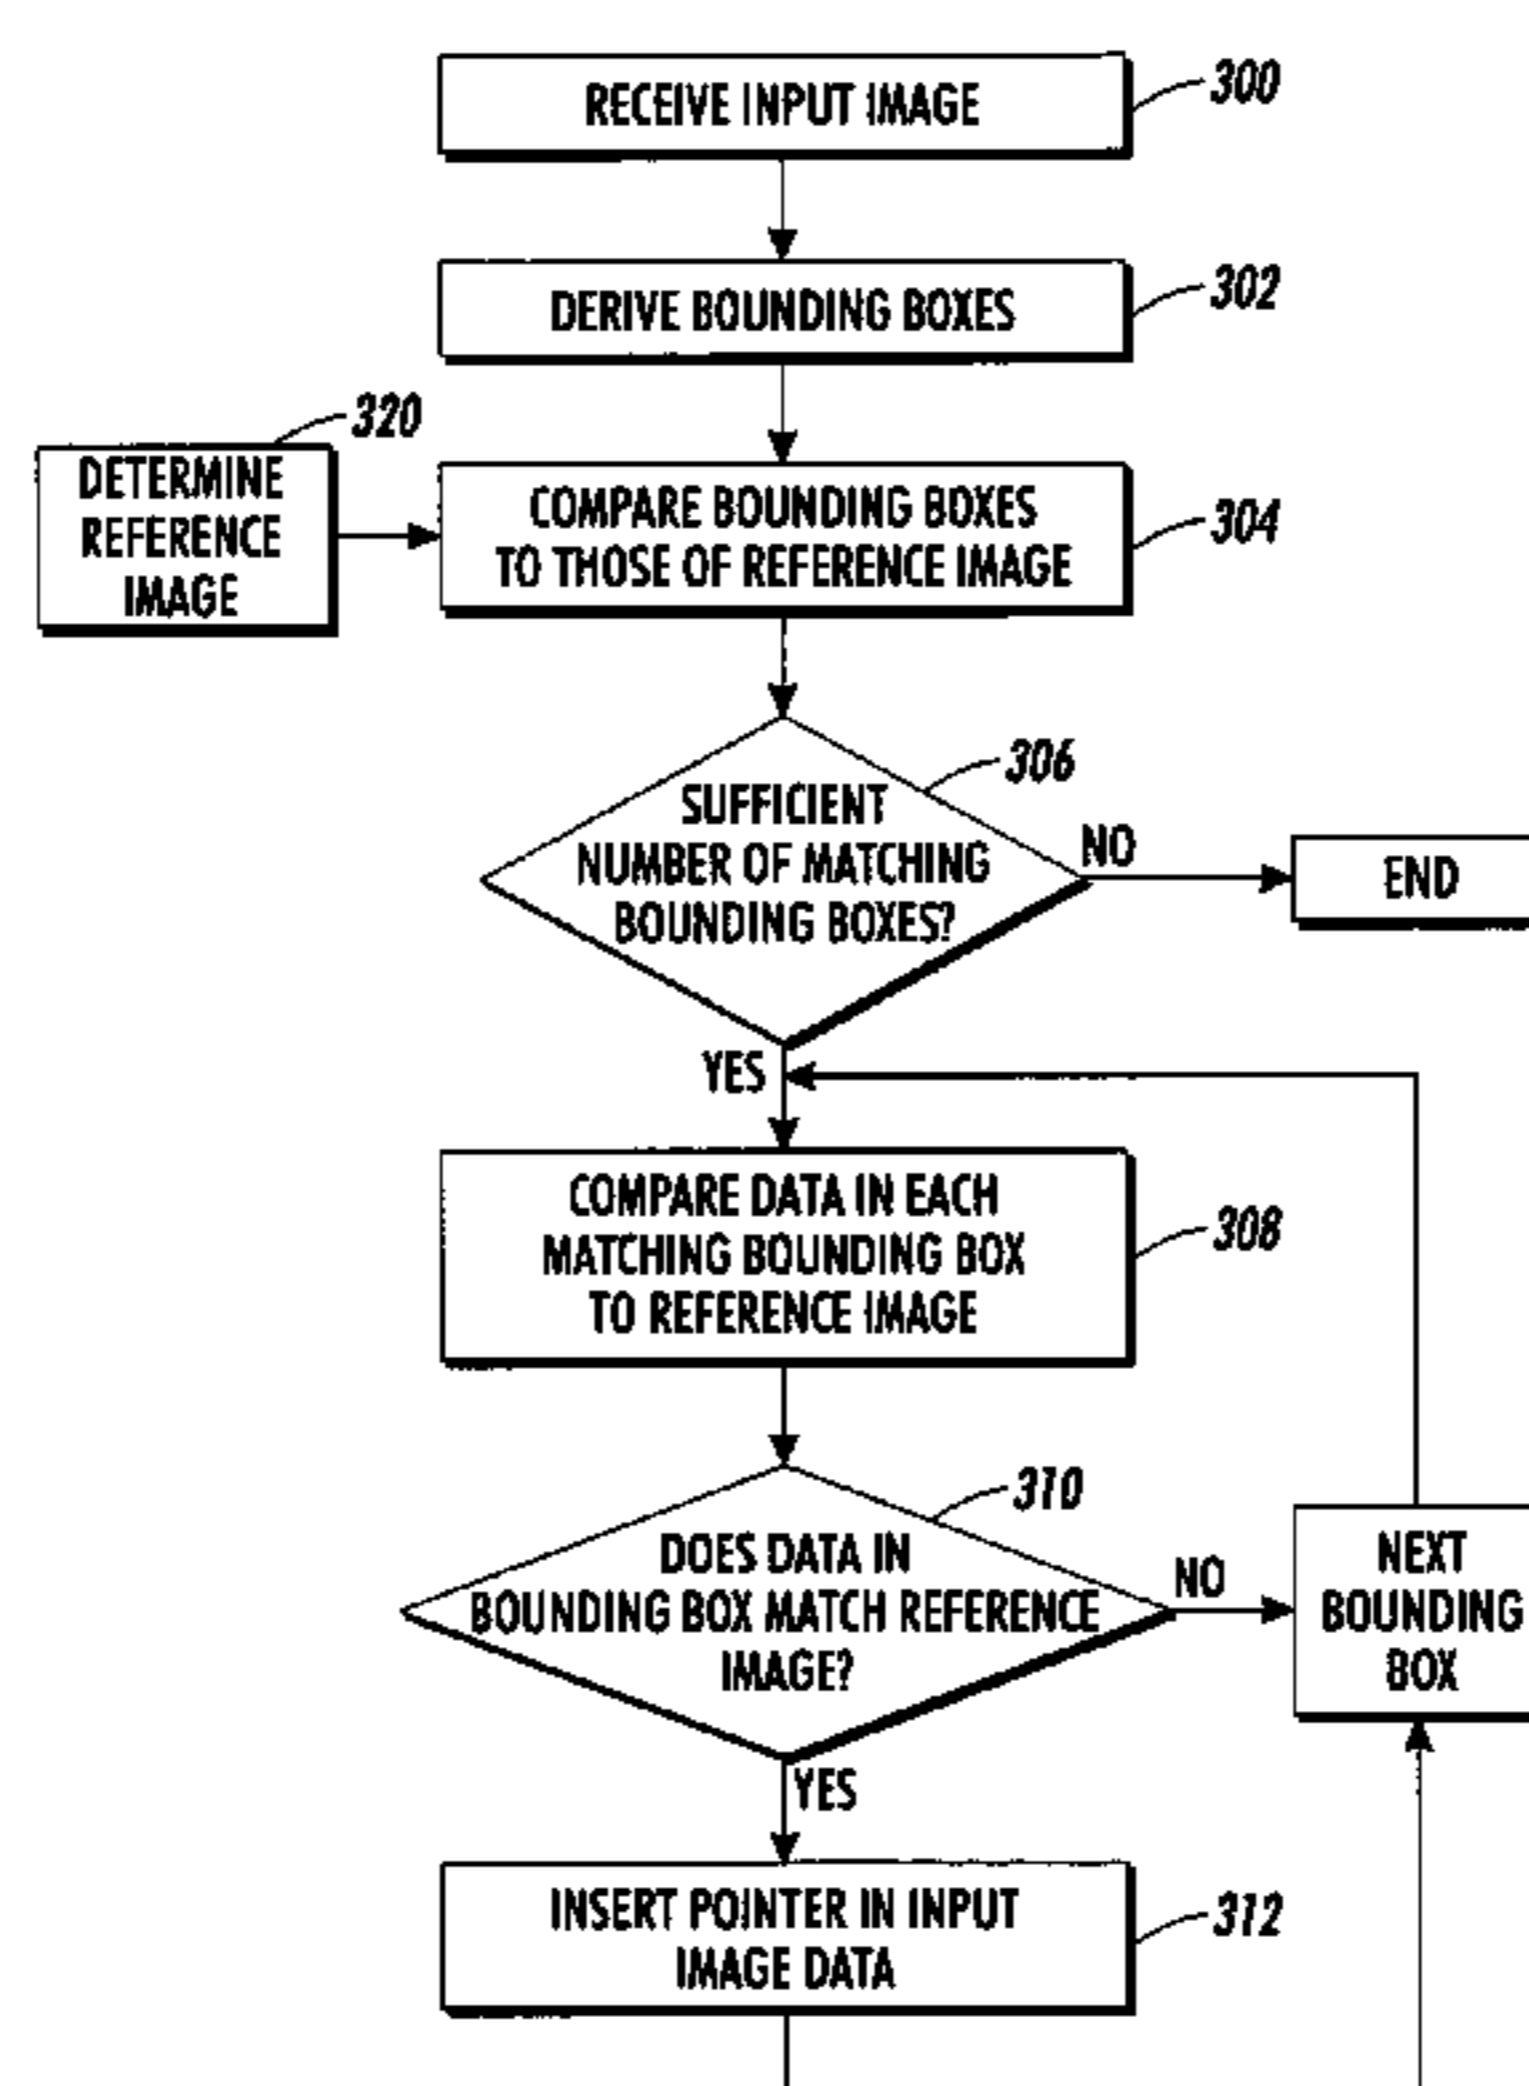 RECEIVE INPUT IMAGE
300
DERIVE BOUNDING BOXES
302
320
DETERMINE
REFERENCE
IMAGE
COMPARE BOUNDING BOXES
TO THOSE OF REFERENCE IMAGE
304
306
SUFFICIENT
NUMBER OF MATCHING
BOUNDING BOXES?
NO
END
YES
COMPARE DATA IN EACH
MATCHING BOUNDING BOX
TO REFERENCE IMAGE
308
310
DOES DATA IN
BOUNDING BOX MATCH REFERENCE
IMAGE?
NO
NEXT
BOUNDING
BOX
YES
INSERT POINTER IN INPUT
IMAGE DATA
312